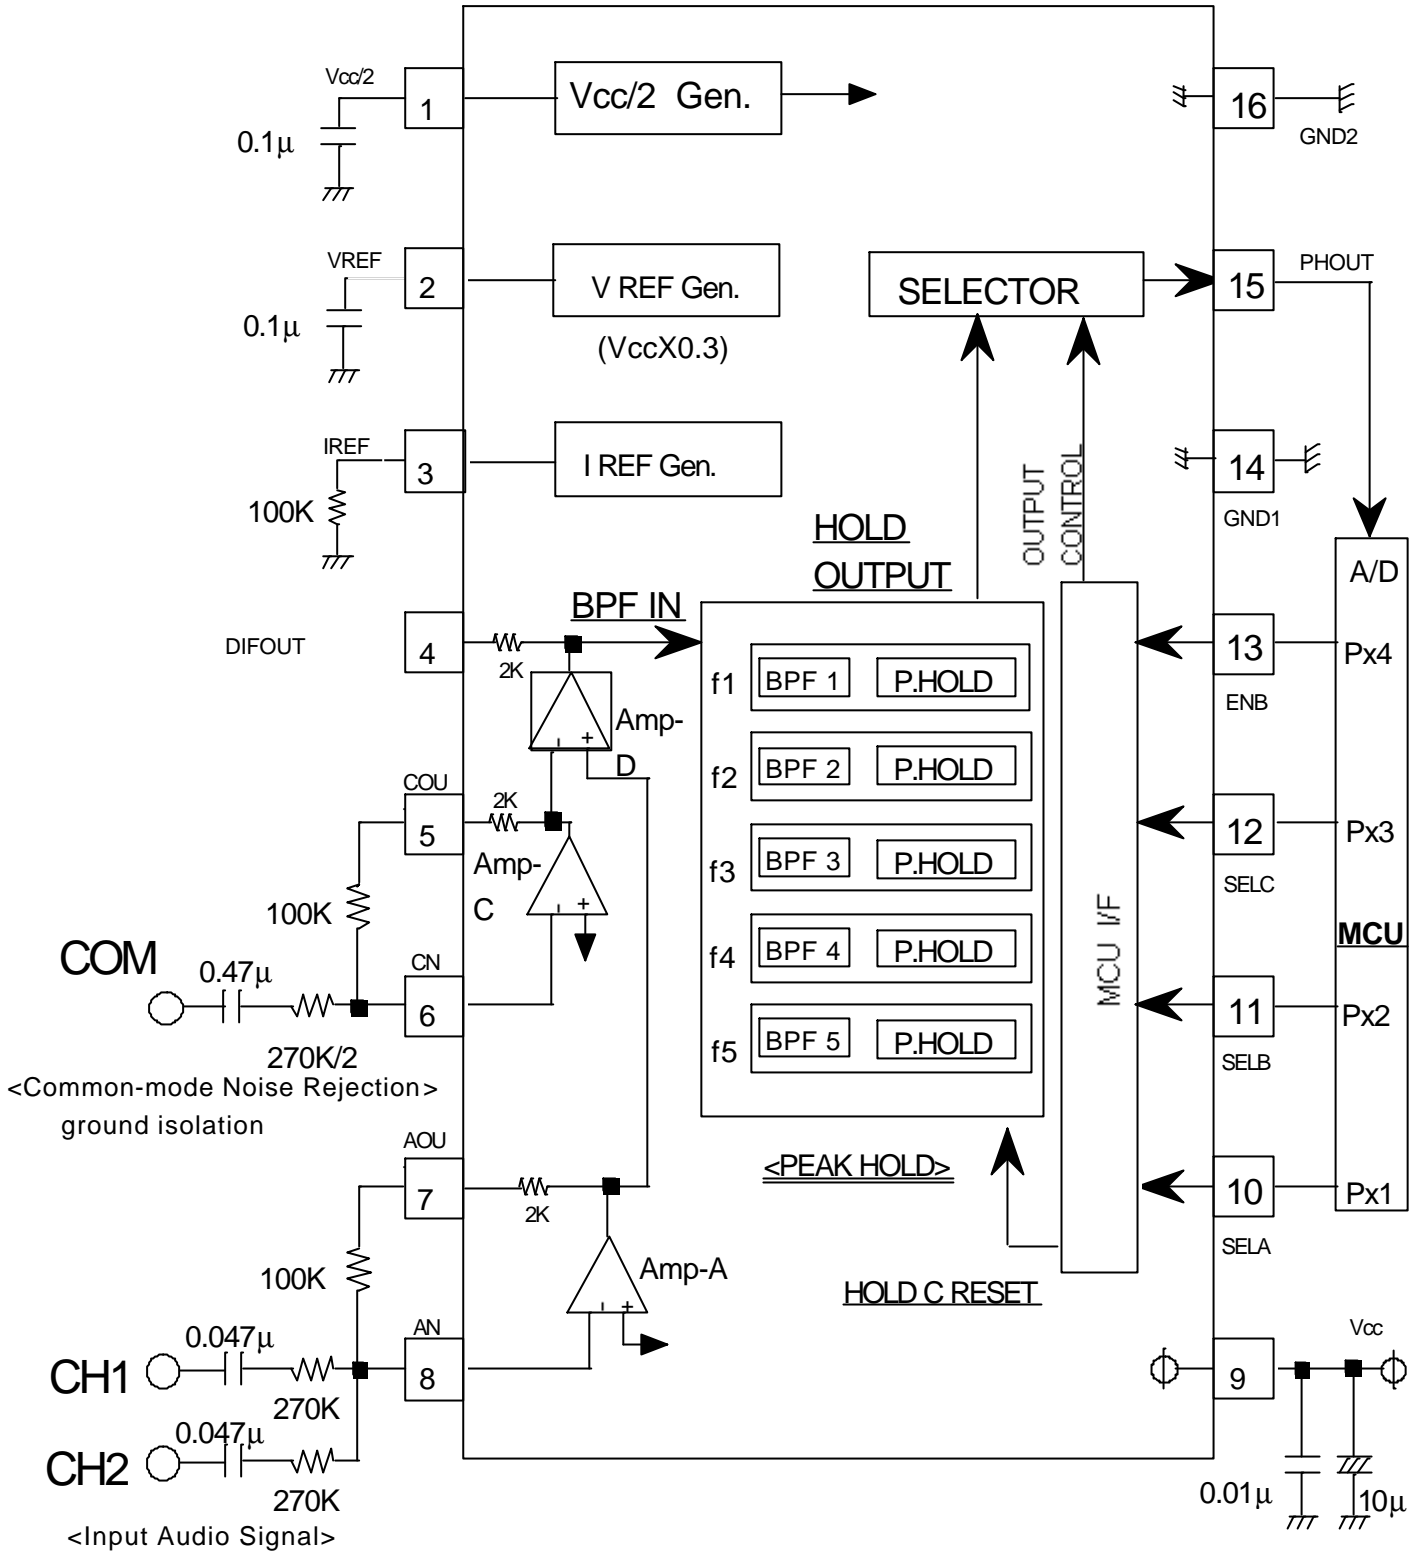 Vcc/2
1
0.1μ
Vcc/2 Gen.
16
GND2
VREF
2
0.1μ
V REF Gen.
(VccX0.3)
SELECTOR
15
PHOUT
IREF
3
100K
I REF Gen.
14
GND1
OUTPUT
CONTROL
HOLD
OUTPUT
A/D
DIFOUT
4
2K
BPF IN
Amp-
D
f1
BPF 1
P.HOLD
f2
BPF 2
P.HOLD
f3
BPF 3
P.HOLD
f4
BPF 4
P.HOLD
f5
BPF 5
P.HOLD
MCU I/F
13
ENB
Px4
12
SELC
Px3
MCU
11
SELB
Px2
10
SELA
Px1
COU
5
2K
Amp-
C
- +
- +
100K
COM
0.47μ
CN
6
270K/2
<Common-mode Noise Rejection>
ground isolation
AOU
7
2K
100K
Amp-A
- +
<PEAK HOLD>
HOLD C RESET
AN
8
CH1
0.047μ
270K
CH2
0.047μ
270K
<Input Audio Signal>
9
Vcc
0.01μ
10μ